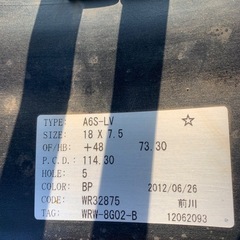 TYPE: A6S-LV ☆
SIZE: 18 X 7.5
OF/HB: +48 73.30
P.C.D.: 114.30
HOLE: 5
COLOR: BP 2012/06/26
CODE: WR32875 前川
TAG: WRW-8G02-B 12062093